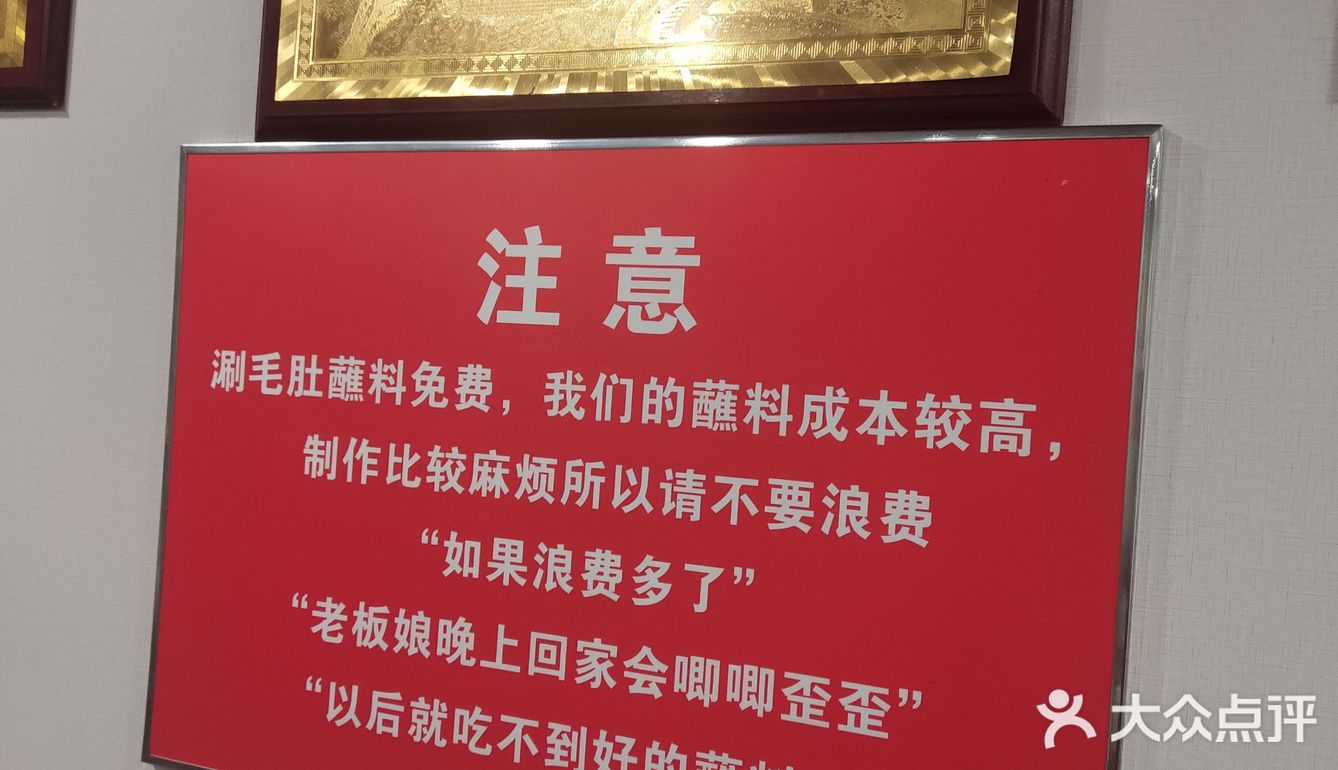 注意
涮毛肚蘸料免费，我们的蘸料成本较高，
制作比较麻烦所以请不要浪费
“如果浪费多了”
“老板娘晚上回家会唧唧歪歪”
“以后就吃不到好的蘸料
大众点评